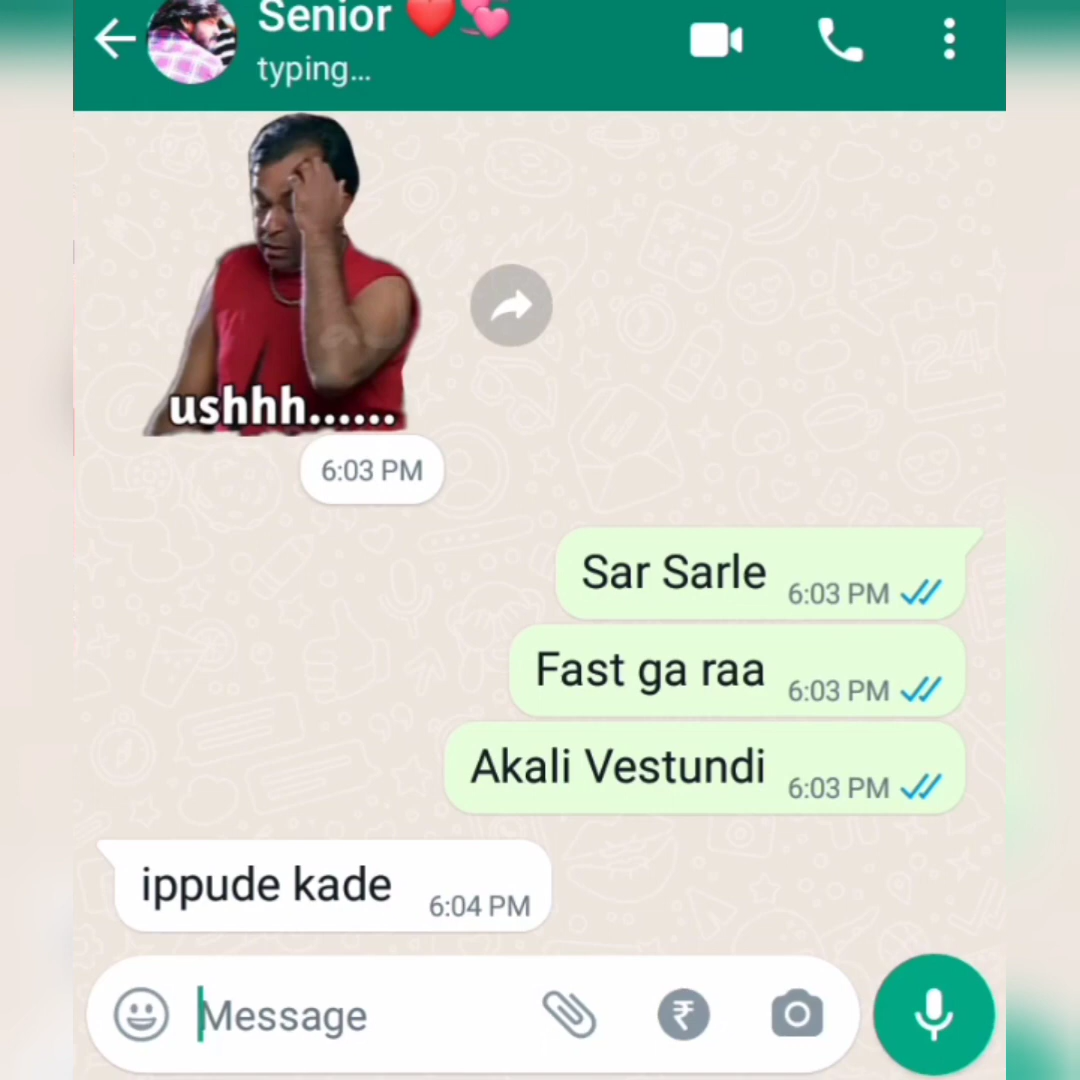 Senior ❤️💕
typing...
ushhh......
6:03 PM
Sar Sarle 6:03 PM
Fast ga raa 6:03 PM
Akali Vestundi 6:03 PM
ippude kade 6:04 PM
Message